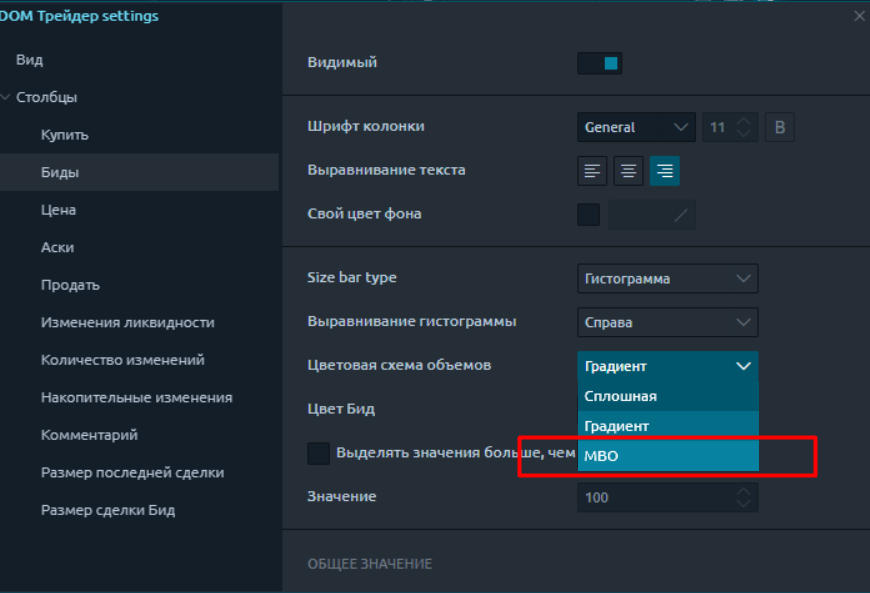 DOM Трейдер settings
Вид
Столбцы
Купить
Биды
Цена
Аски
Продать
Изменения ликвидности
Количество изменений
Накопительные изменения
Комментарий
Размер последней сделки
Размер сделки Бид
Видимый
Шрифт колонки General 11 B
Выравнивание текста
Свой цвет фона
Size bar type Гистограмма
Выравнивание гистограммы Справа
Цветовая схема объемов Градиент
Сплошная
Цвет Бид
Градиент
Выделять значения больше, чем МВО
Значение 100
ОБЩЕЕ ЗНАЧЕНИЕ